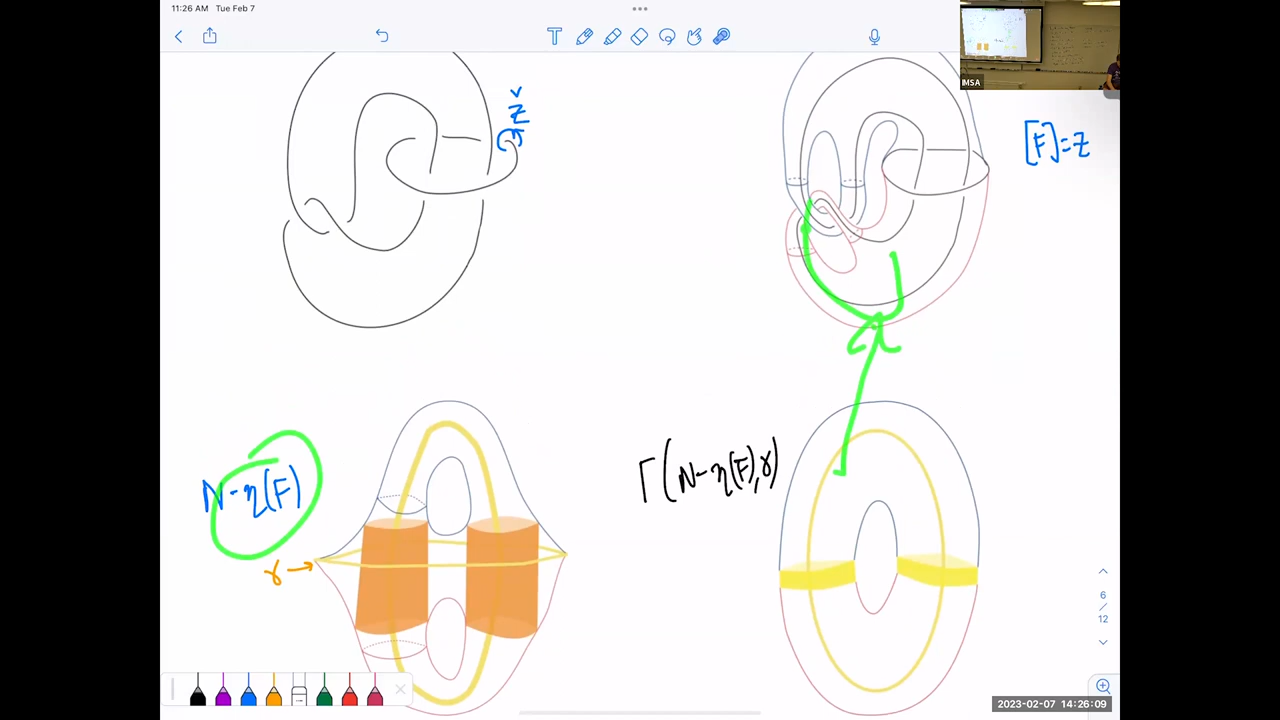 11:26 AM Tue Feb 7
T
IMSA
ž
[F]=z
N-η(F)
γ→
Γ(N-η(F),γ)
6
/
12
2023-02-07 14:26:09